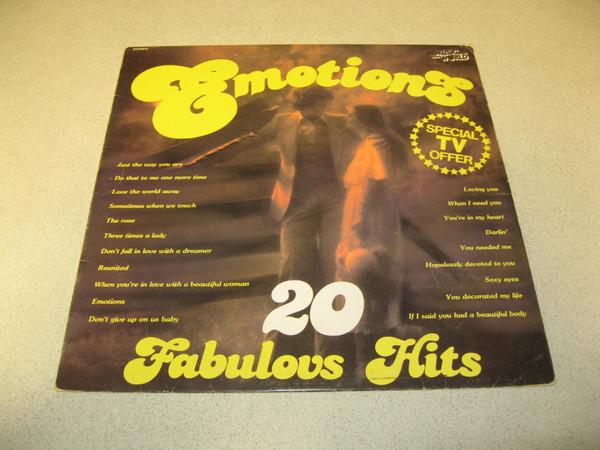 STEREO
Emotions
SPECIAL
TV
OFFER
Just the way you are
Do that to me one more time
Love the world away
Sometimes when we touch
The rose
Three times a lady
Don't fall in love with a dreamer
Reunited
When you're in love with a beautiful woman
Emotions
Don't give up on us baby
Loving you
When I need you
You're in my heart
Darlin'
You needed me
Hopelessly devoted to you
Sexy eyes
You decorated my life
If I said you had a beautiful body
20
Fabulous Hits